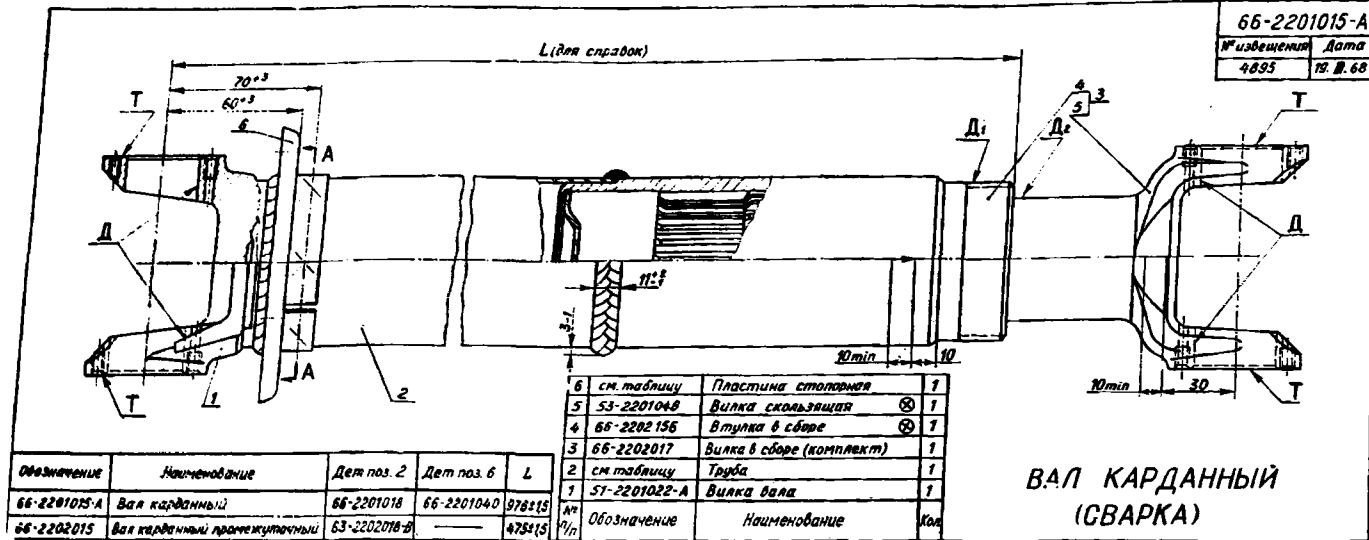 66-2201015-А
№ извещения Дата
4895 19.III.68
L (для справок)
70⁺³
60⁺³
6
А
Т
Д
Т
1
А
2
3-1
10min
10
Д₁
4
5
3
Д₂
Т
Д
10min
30
Т
6 см. таблицу Пластина стопорная 1
5 53-2201048 Вилка скользящая ⊗ 1
4 66-2202156 Втулка в сборе ⊗ 1
3 66-2202017 Вилка в сборе (комплект) 1
2 см. таблицу Труба 1
1 51-2201022-А Вилка вала 1
№ п/п Обозначение Наименование Кол
Обозначение Наименование Дет поз. 2 Дет поз. 6 L
66-2201015-А Вал карданный 66-2201018 66-2201040 978±1,5
66-2202015 Вал карданный промежуточный 63-2202018-В —— 475±1,5
ВАЛ КАРДАННЫЙ
(СВАРКА)